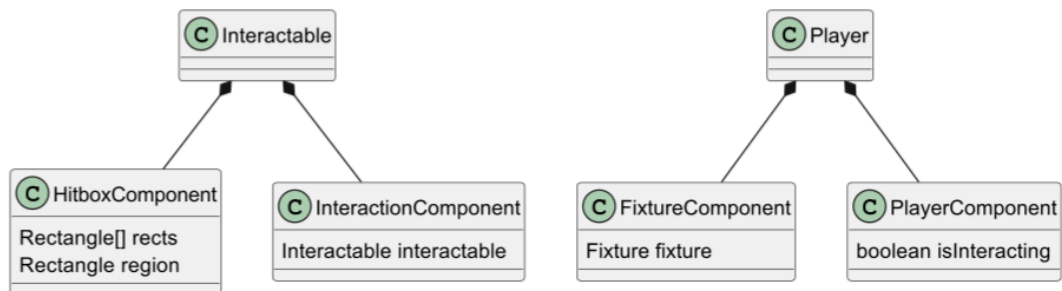 C Interactable
C Player
C HitboxComponent
Rectangle[] rects
Rectangle region
C InteractionComponent
Interactable interactable
C FixtureComponent
Fixture fixture
C PlayerComponent
boolean isInteracting